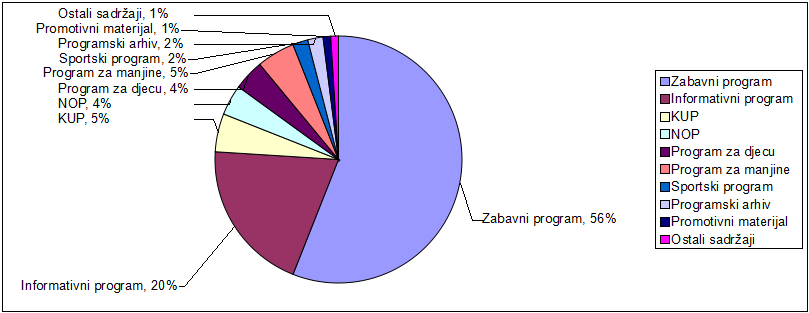 Ostali sadržaji, 1%
Promotivni materijal, 1%
Programski arhiv, 2%
Sportski program, 2%
Program za manjine, 5%
Program za djecu, 4%
NOP, 4%
KUP, 5%
Zabavni program, 56%
Informativni program, 20%
Zabavni program
Informativni program
KUP
NOP
Program za djecu
Program za manjine
Sportski program
Programski arhiv
Promotivni materijal
Ostali sadržaji